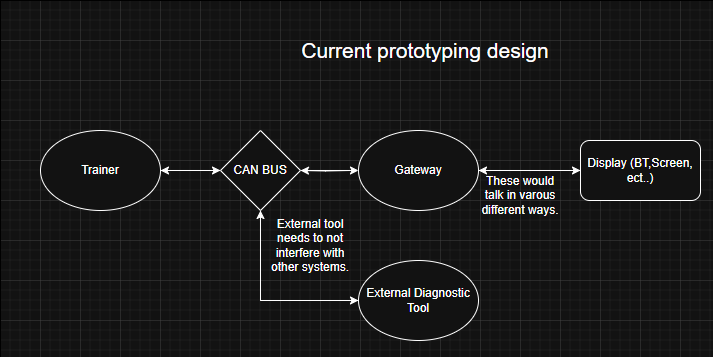 Current prototyping design
Trainer
CAN BUS
Gateway
Display (BT,Screen,
ect..)
These would
talk in varous
different ways.
External tool
needs to not
interfere with
other systems.
External Diagnostic
Tool